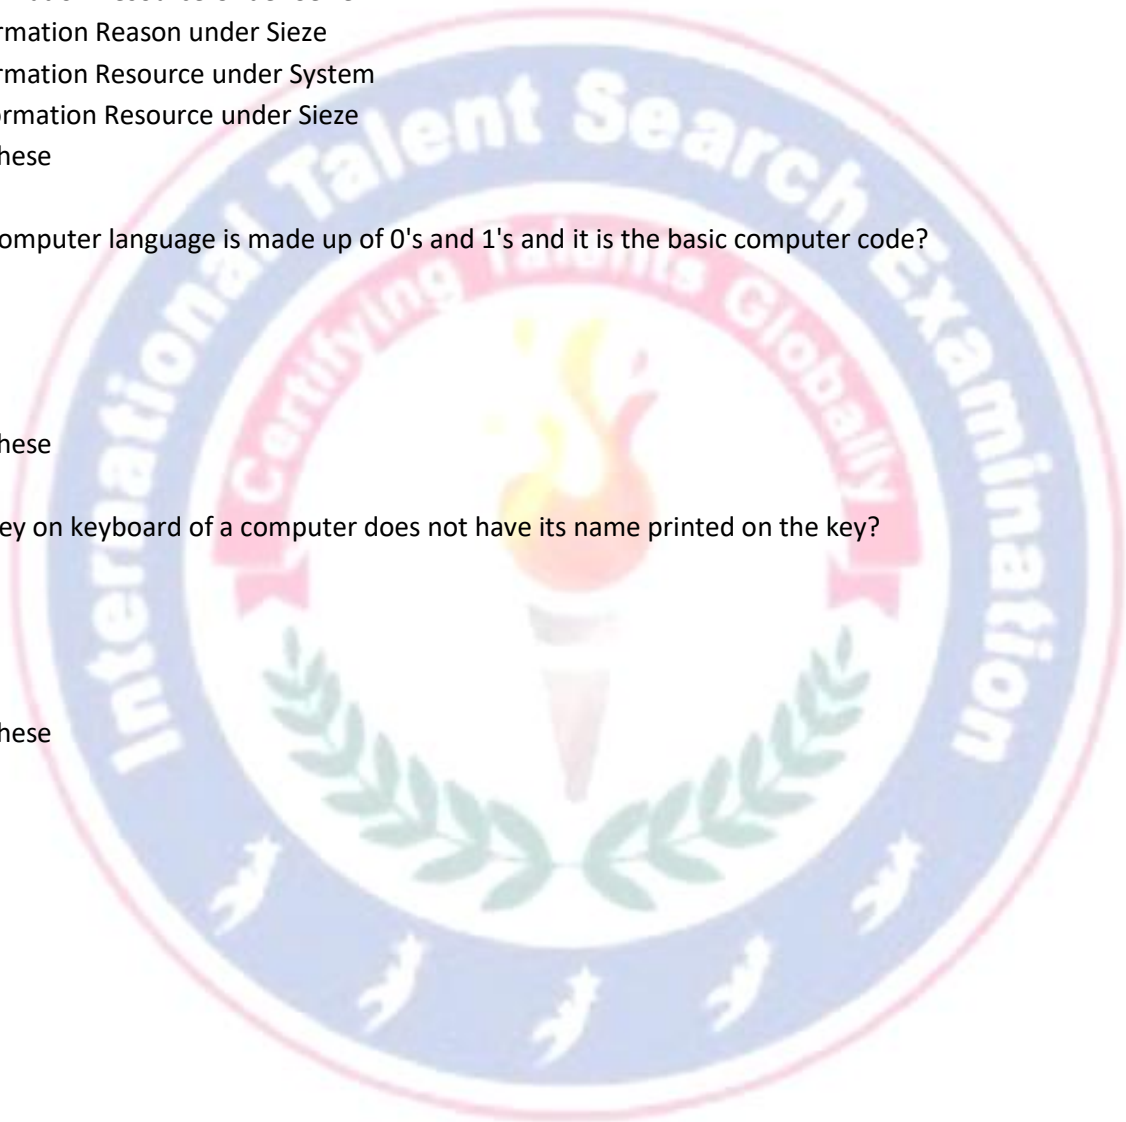 rmation Reason under Sieze
rmation Resource under System
ormation Resource under Sieze
hese
omputer language is made up of 0's and 1's and it is the basic computer code?
hese
ey on keyboard of a computer does not have its name printed on the key?
hese
International Talent Search Examination
Certifying Talents Globally